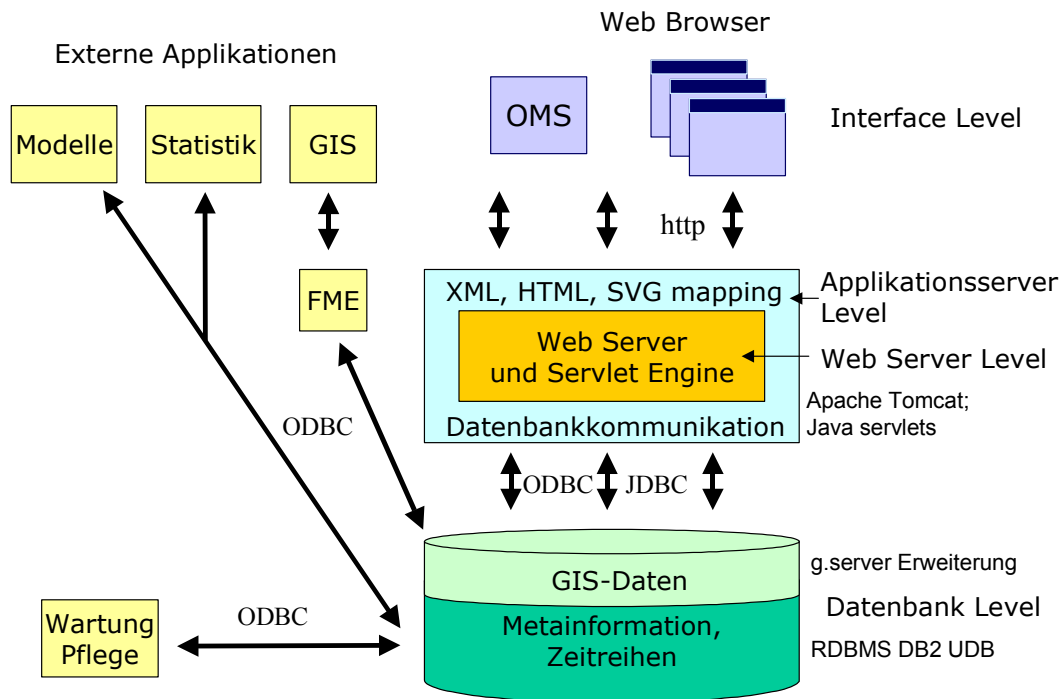 Web Browser
Externe Applikationen
Modelle
Statistik
GIS
OMS
Interface Level
http
FME
XML, HTML, SVG mapping
Applikationsserver
Level
Web Server
und Servlet Engine
Web Server Level
Apache Tomcat;
Java servlets
Datenbankkommunikation
ODBC
ODBC
JDBC
GIS-Daten
g.server Erweiterung
Datenbank Level
Metainformation,
Zeitreihen
RDBMS DB2 UDB
Wartung
Pflege
ODBC